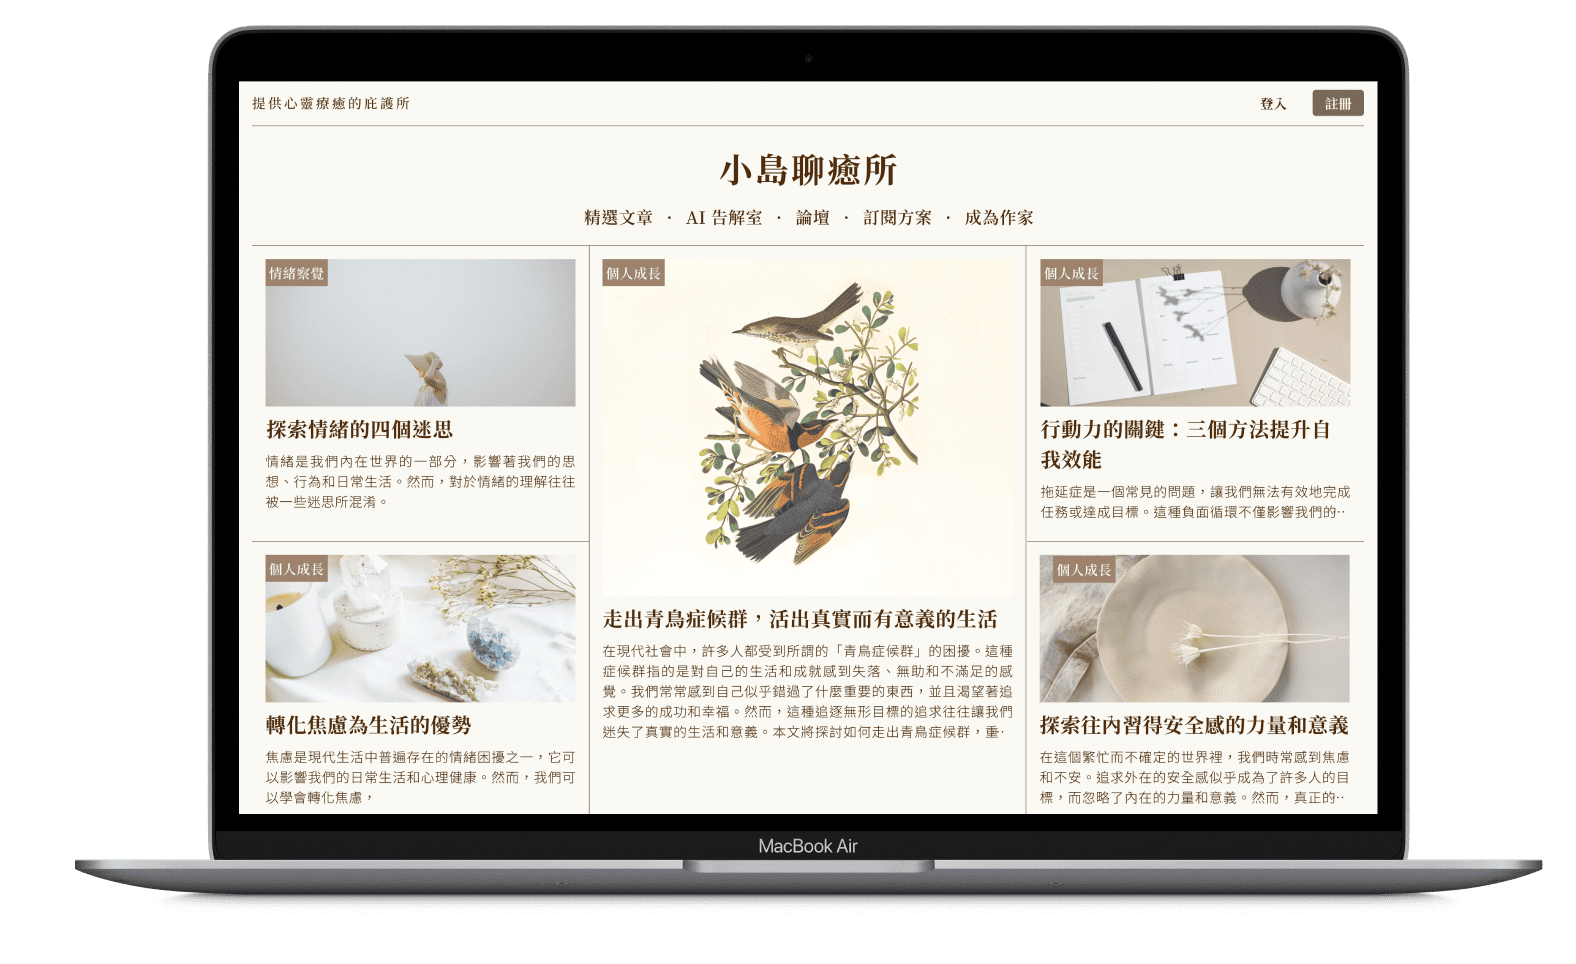 提供心靈療癒的庇護所
登入
註冊
小島聊癒所
精選文章 · AI 告解室 · 論壇 · 訂閱方案 · 成為作家
情緒察覺
探索情緒的四個迷思
情緒是我們內在世界的一部分，影響著我們的思
想、行為和日常生活。然而，對於情緒的理解往往
被一些迷思所混淆。
個人成長
轉化焦慮為生活的優勢
焦慮是現代生活中普遍存在的情緒困擾之一，它可
以影響我們的日常生活和心理健康。然而，我們可
以學會轉化焦慮，
個人成長
走出青鳥症候群，活出真實而有意義的生活
在現代社會中，許多人都受到所謂的「青鳥症候群」的困擾。這種
症候群指的是對自己的生活和成就感到失落、無助和不滿足的感
覺。我們常常感到自己似乎錯過了什麼重要的東西，並且渴望著追
求更多的成功和幸福。然而，這種追逐無形目標的追求往往讓我們
迷失了真實的生活和意義。本文將探討如何走出青鳥症候群，重··
個人成長
行動力的關鍵：三個方法提升自
我效能
拖延症是一個常見的問題，讓我們無法有效地完成
任務或達成目標。這種負面循環不僅影響我們的··
個人成長
探索往內習得安全感的力量和意義
在這個繁忙而不確定的世界裡，我們時常感到焦慮
和不安。追求外在的安全感似乎成為了許多人的目
標，而忽略了內在的力量和意義。然而，真正的··
MacBook Air